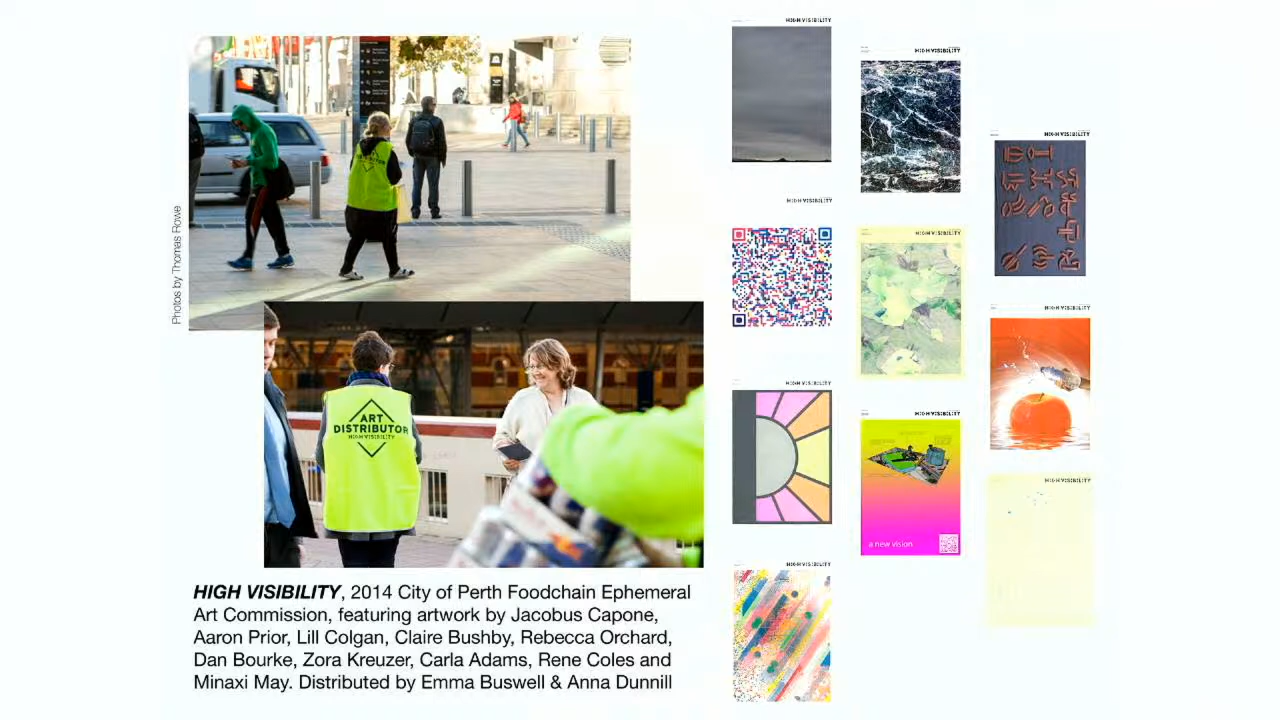 Photos by Thomas Rowe
DISTRIBUTOR
ART
DISTRIBUTOR
HIGH VISIBILITY
HIGH VISIBILITY, 2014 City of Perth Foodchain Ephemeral
Art Commission, featuring artwork by Jacobus Capone,
Aaron Prior, Lill Colgan, Claire Bushby, Rebecca Orchard,
Dan Bourke, Zora Kreuzer, Carla Adams, Rene Coles and
Minaxi May. Distributed by Emma Buswell & Anna Dunnill
HIGH VISIBILITY
HIGH VISIBILITY
HIGH VISIBILITY
HIGH VISIBILITY
HIGH VISIBILITY
HIGH VISIBILITY
HIGH VISIBILITY
HIGH VISIBILITY
a new vision
HIGH VISIBILITY
HIGH VISIBILITY